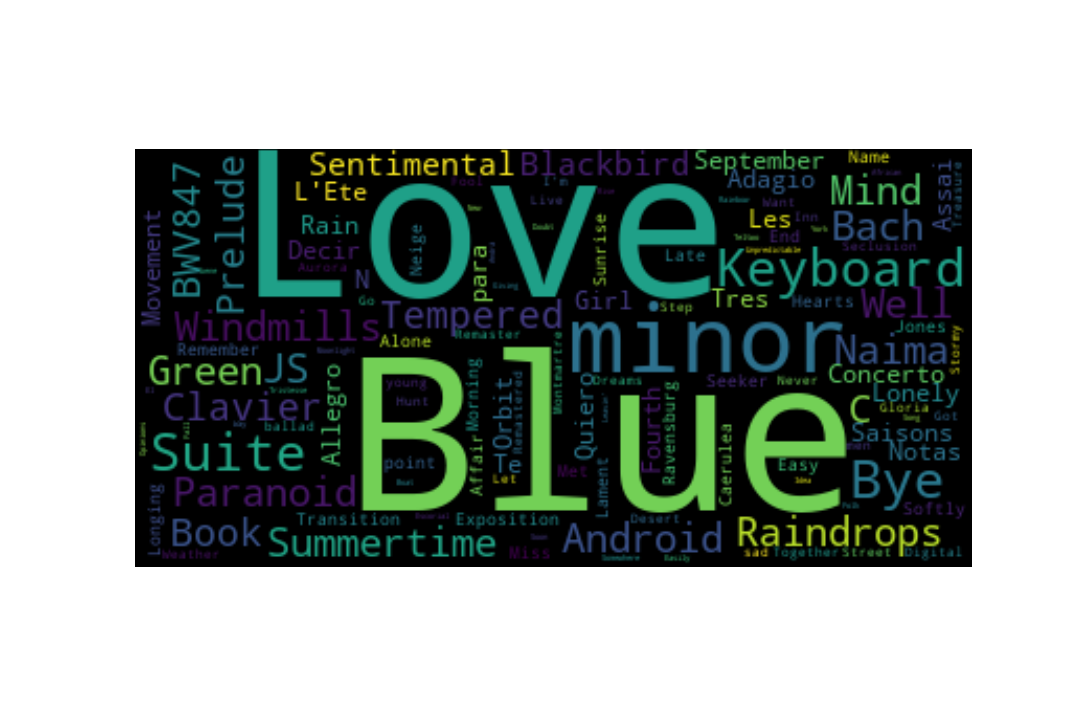 Love
Blue
minor
Sentimental
Blackbird
September
Name
L'Ete
Adagio
Mind
Assai
Treasure
BWV847
Prelude
Movement
Rain
Decir
Aurora
Neige
para
Live
I'm
Sunrise
Want
Les
Inn
End
Bach
Seclusion
Late
Keyboard
N
Go
Tempered
Girl
Step
Tres
Hearts
Well
Windmills
Remaster
Alone
Remember
Jones
Naima
Stormy
Green
JS
Allegro
young
Hunt
Morning
Orbit
Remastered
Montmartre
Quiero
Dreams
Fourth
Ravensburg
Seeker
Never
Concerto
Lonely
Clavier
ballad
C
Gloria
Got
Saisons
Notas
Suite
point
Affair
Te
Let
Met
Lament
Caerulea
Easy
Bye
Softly
Paranoid
Longing
Book
Weather
Transition
Summertime
Exposition
Miss
Android
Desert
Raindrops
sad
Together
Street
Digital